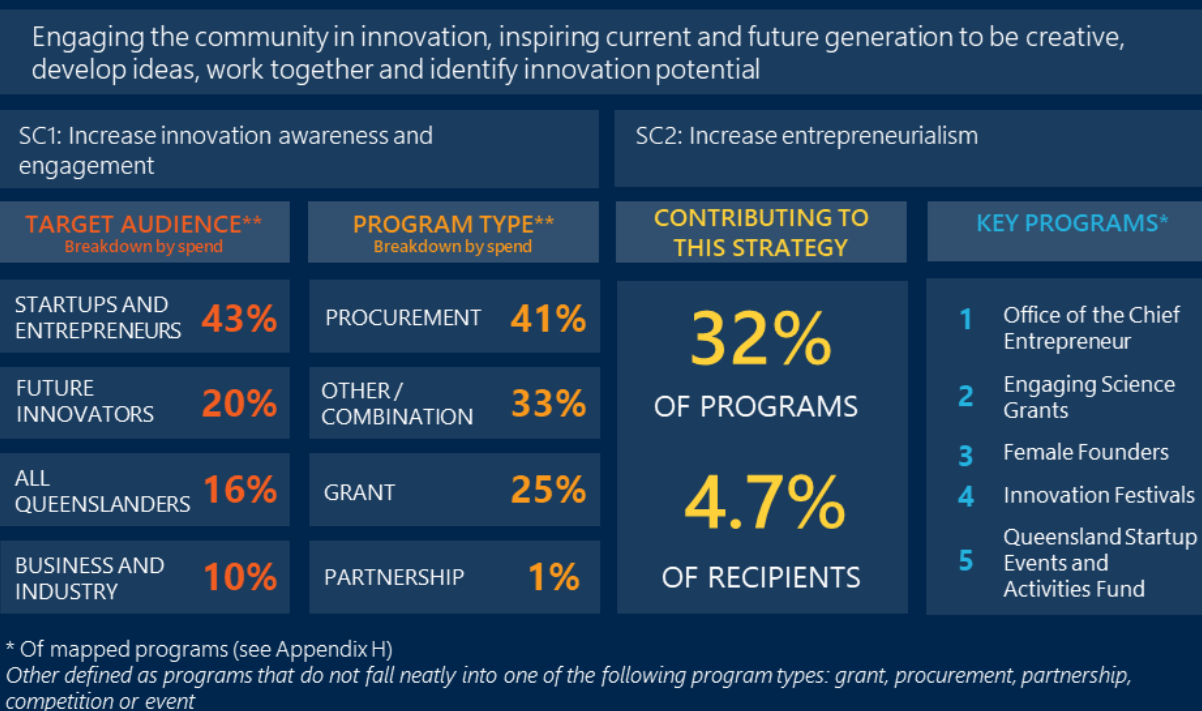 Engaging the community in innovation, inspiring current and future generation to be creative,
develop ideas, work together and identify innovation potential
SC1: Increase innovation awareness and
engagement
SC2: Increase entrepreneurialism
TARGET AUDIENCE**
Breakdown by spend
STARTUPS AND
ENTREPRENEURS
43%
FUTURE
INNOVATORS
20%
ALL
QUEENSLANDERS
16%
BUSINESS AND
INDUSTRY
10%
PROGRAM TYPE**
Breakdown by spend
PROCUREMENT
41%
OTHER /
COMBINATION
33%
GRANT
25%
PARTNERSHIP
1%
CONTRIBUTING TO
THIS STRATEGY
32%
OF PROGRAMS
4.7%
OF RECIPIENTS
KEY PROGRAMS*
1
Office of the Chief
Entrepreneur
2
Engaging Science
Grants
3
Female Founders
4
Innovation Festivals
5
Queensland Startup
Events and
Activities Fund
* Of mapped programs (see Appendix H)
Other defined as programs that do not fall neatly into one of the following program types: grant, procurement, partnership,
competition or event